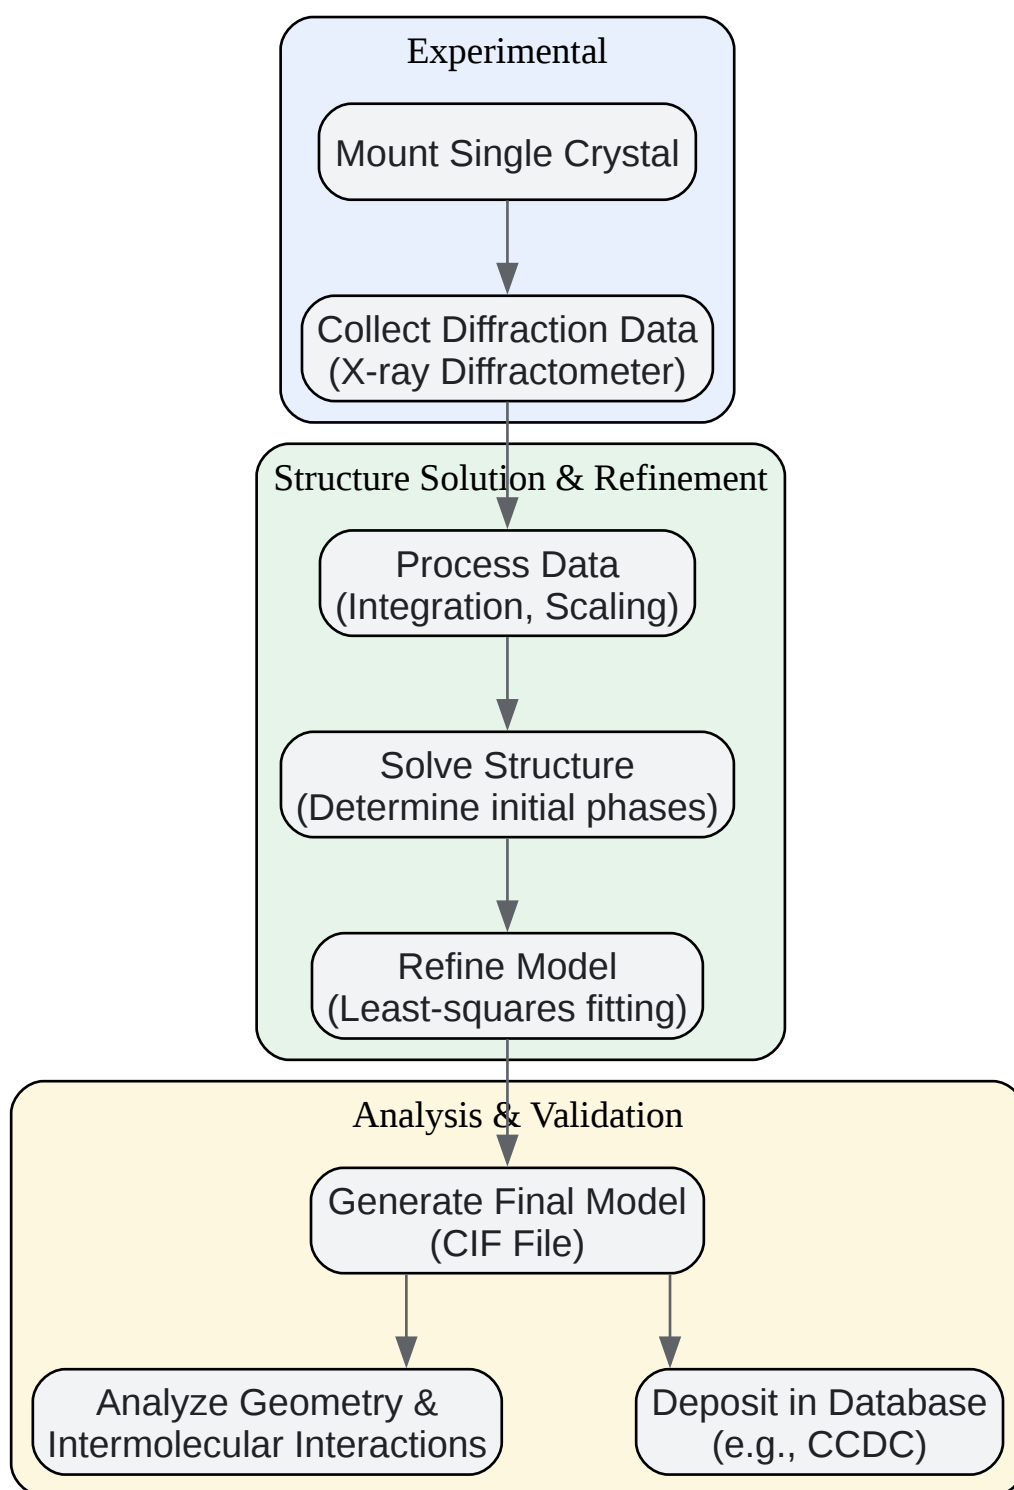 Experimental
Mount Single Crystal
Collect Diffraction Data
(X-ray Diffractometer)
Structure Solution & Refinement
Process Data
(Integration, Scaling)
Solve Structure
(Determine initial phases)
Refine Model
(Least-squares fitting)
Analysis & Validation
Generate Final Model
(CIF File)
Analyze Geometry &
Intermolecular Interactions
Deposit in Database
(e.g., CCDC)